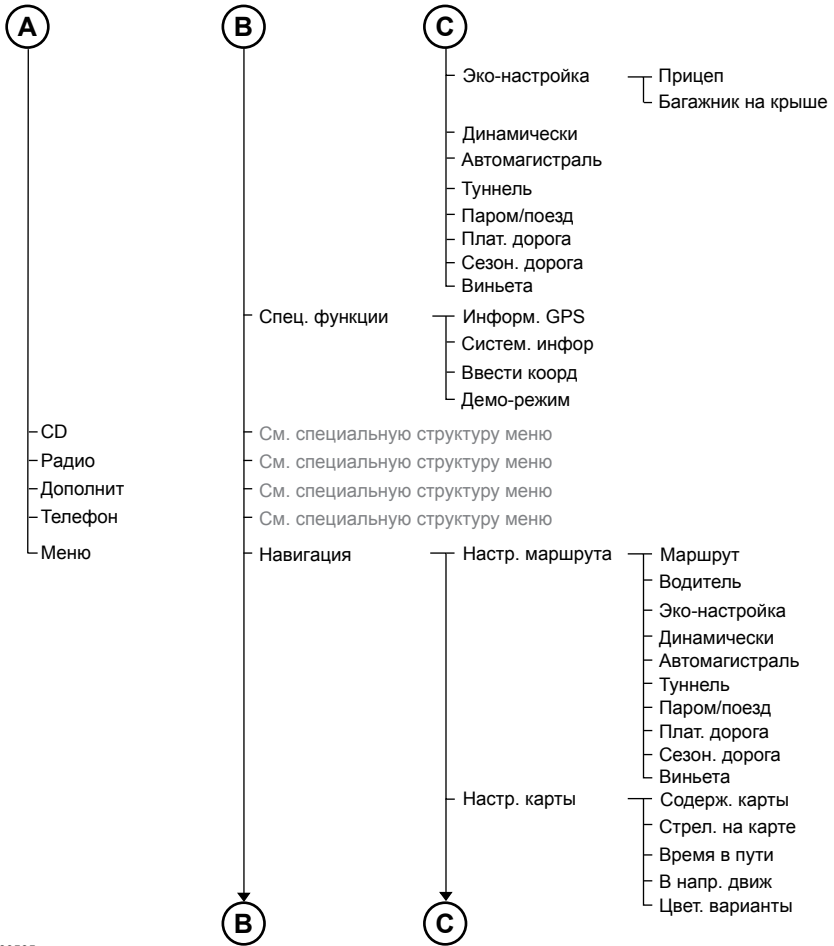 A B C
Эко-настройка Прицеп
Багажник на крыше
Динамически
Автомагистраль
Туннель
Паром/поезд
Плат. дорога
Сезон. дорога
Виньета
Спец. функции Информ. GPS
Систем. инфор
Ввести коорд
Демо-режим
CD См. специальную структуру меню
Радио См. специальную структуру меню
Дополнит См. специальную структуру меню
Телефон См. специальную структуру меню
Меню Навигация Настр. маршрута Маршрут
Водитель
Эко-настройка
Динамически
Автомагистраль
Туннель
Паром/поезд
Плат. дорога
Сезон. дорога
Виньета
Настр. карты Содерж. карты
Стрел. на карте
Время в пути
В напр. движ
Цвет. варианты
B C